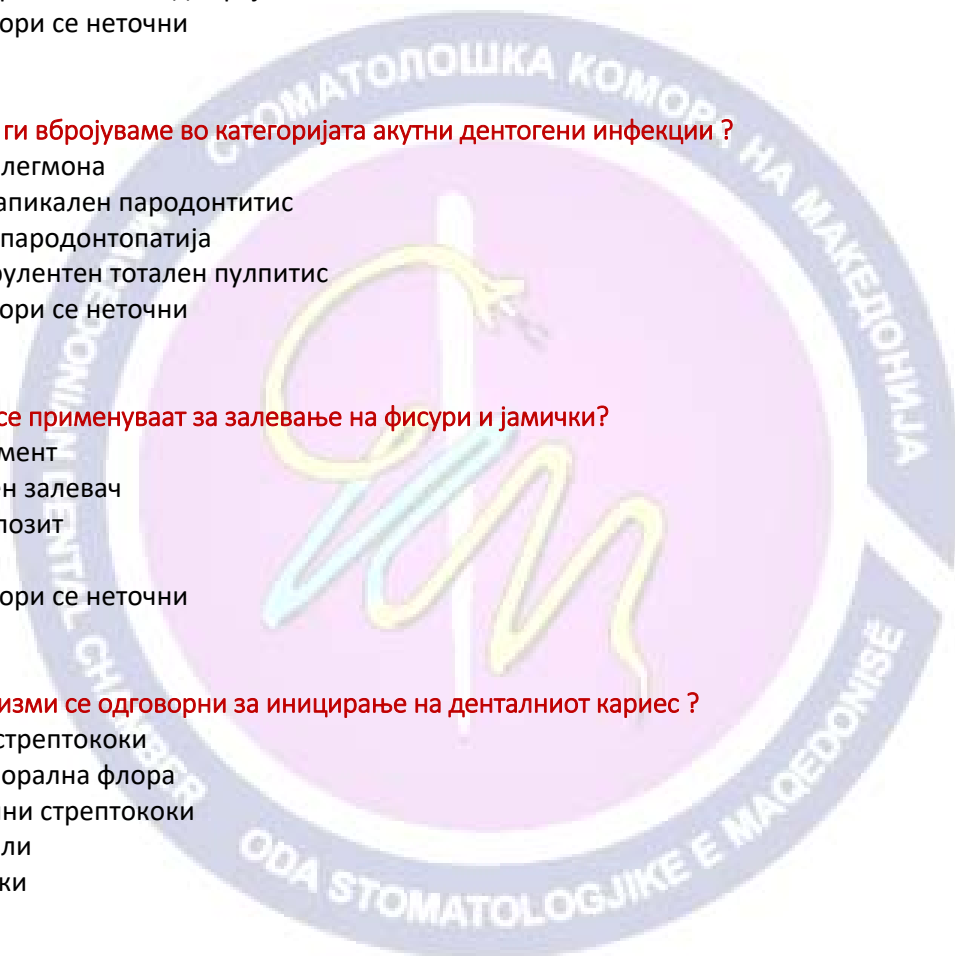 ори се неточни
ги вбројуваме во категоријата акутни дентогени инфекции ?
легмона
апикален пародонтитис
пародонтопатија
рулентен тотален пулпитис
ори се неточни
се применуваат за залевање на фисури и јамички?
мент
н залевач
позит
ори се неточни
изми се одговорни за иницирање на денталниот кариес ?
стрептококи
орална флора
ни стрептококи
ли
ки
СТОМАТОЛОШКА КОМОРА НА МАКЕДОНИЈА
ODA STOMATOLOGJIKE E MAQEDONISË
DENTAL CHAMBER